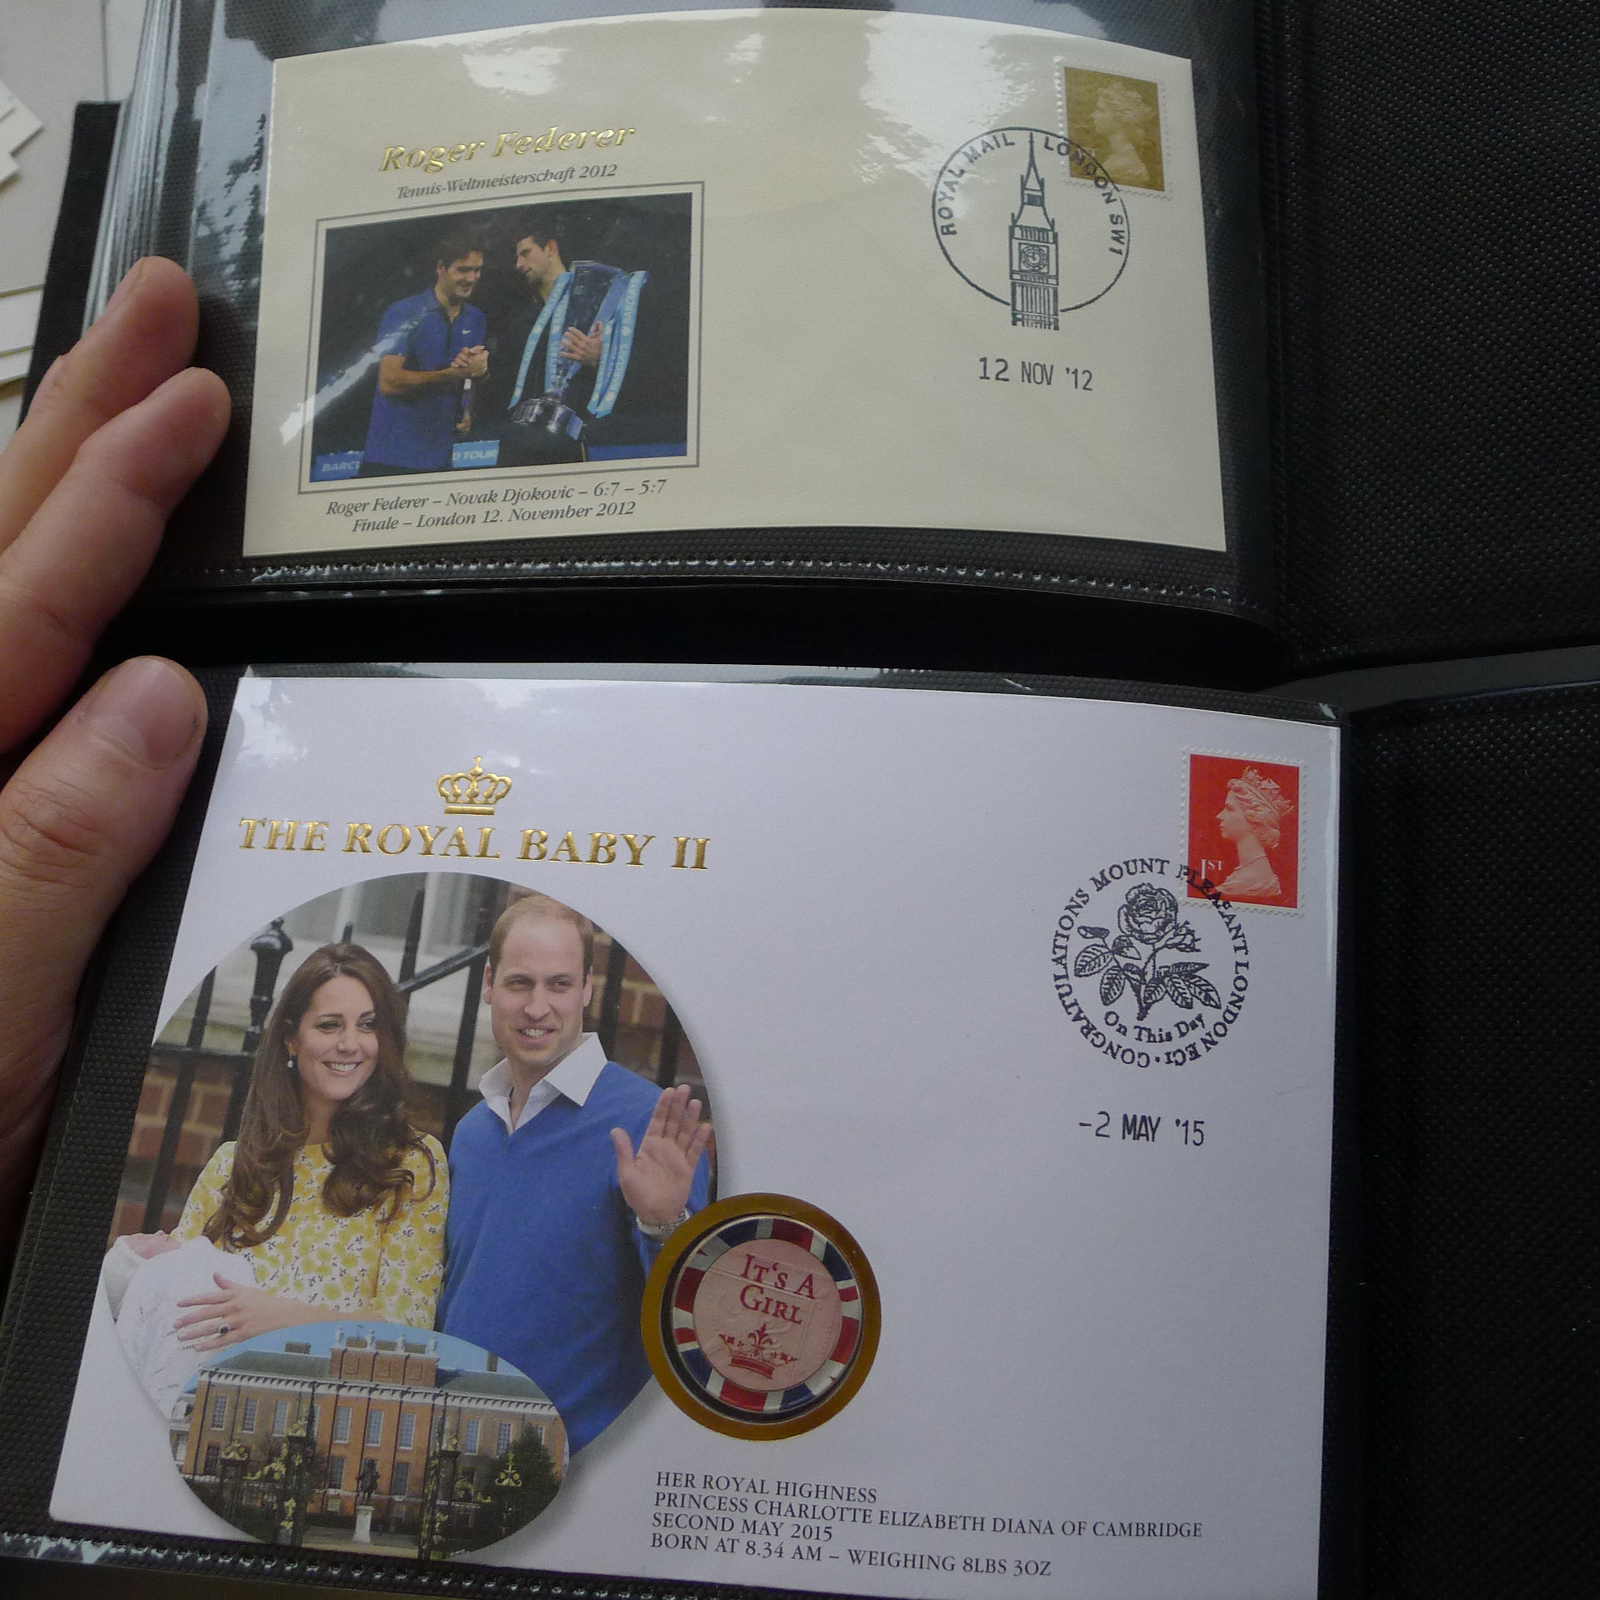 Roger Federer
Tennis-Weltmeisterschaft 2012
BARC
D TOUR
Roger Federer – Novak Djokovic – 6:7 – 5:7
Finale – London 12. November 2012
ROYAL MAIL LONDON SW1
12 NOV '12
THE ROYAL BABY II
1ST
CONGRATULATIONS MOUNT PLEASANT LONDON EC1
On This Day
-2 MAY '15
IT'S A
GIRL
HER ROYAL HIGHNESS
PRINCESS CHARLOTTE ELIZABETH DIANA OF CAMBRIDGE
SECOND MAY 2015
BORN AT 8.34 AM – WEIGHING 8LBS 3OZ